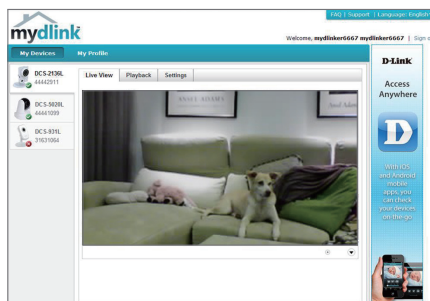 FAQ | Support | Language: English
mydlink
Welcome, mydlinker6667 mydlinker6667 | Sign
My Devices
My Profile
DCS-2136L
44442911
DCS-5020L
44441099
DCS-931L
31631064
Live View
Playback
Settings
ANSEL ADAMS
Ansel Adams
D-Link
Access
Anywhere
D
With iOS
and Android
mobile
apps, you
can check
your devices
on-the-go